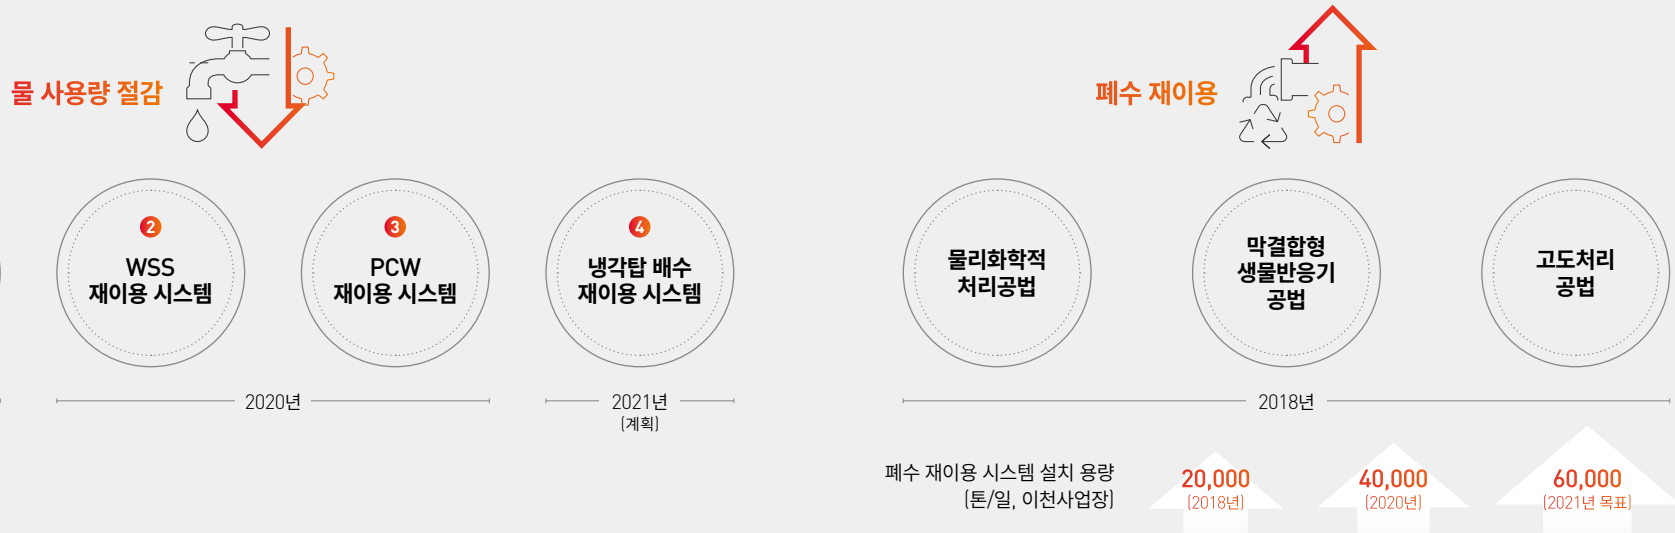 물 사용량 절감
2
WSS
재이용 시스템
3
PCW
재이용 시스템
4
냉각탑 배수
재이용 시스템
2020년
2021년
(계획)
폐수 재이용
물리화학적
처리공법
막결합형
생물반응기
공법
고도처리
공법
2018년
폐수 재이용 시스템 설치 용량
(톤/일, 이천사업장)
20,000
(2018년)
40,000
(2020년)
60,000
(2021년 목표)